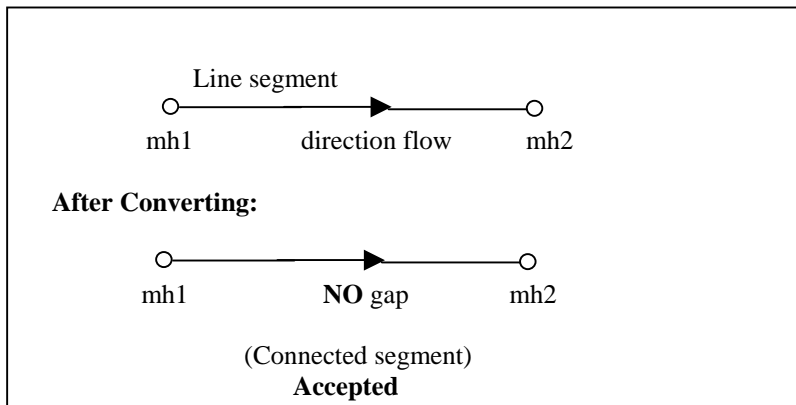 Line segment
mh1 direction flow mh2
After Converting:
mh1 NO gap mh2
(Connected segment)
Accepted